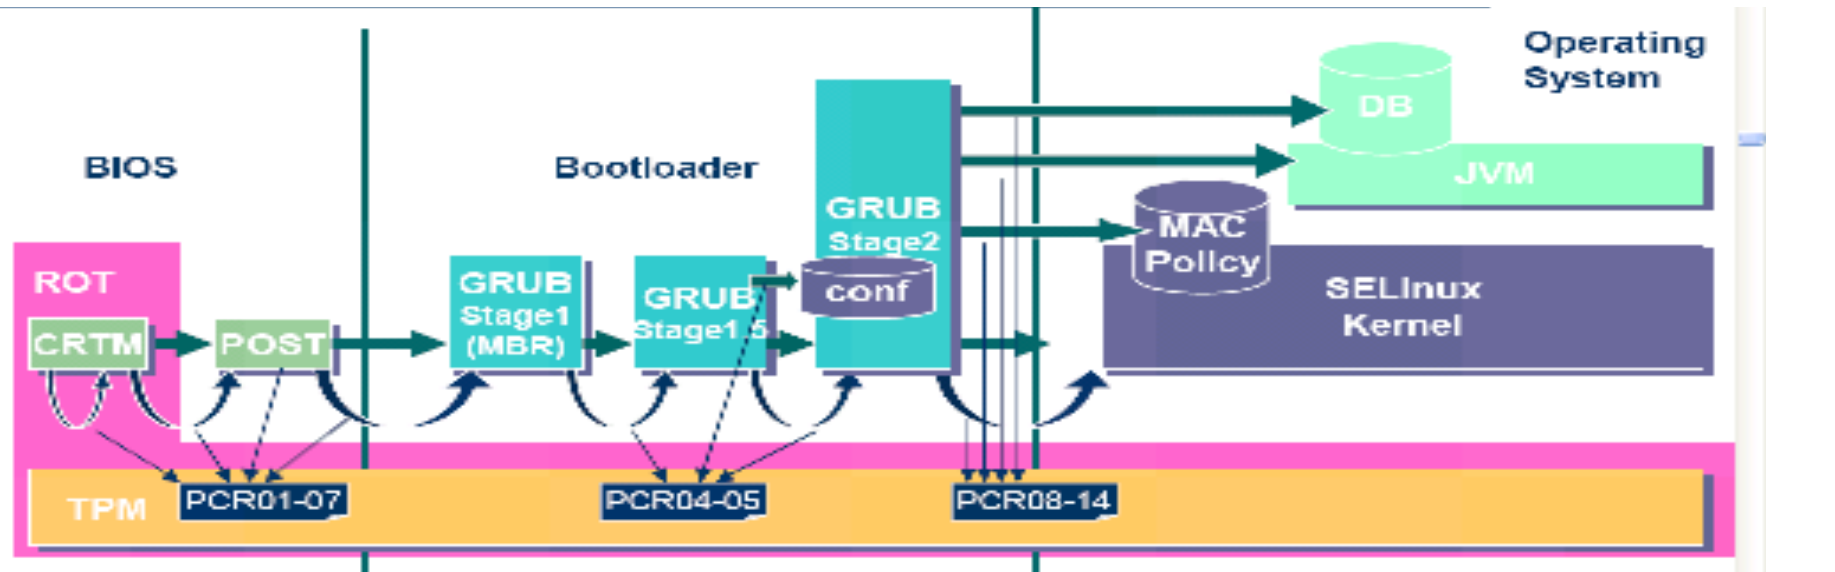 Operating
System
BIOS
Bootloader
DB
JVM
MAC
Policy
SELinux
Kernel
GRUB
Stage2
conf
GRUB
Stage1.5
GRUB
Stage1
(MBR)
ROT
CRTM
POST
TPM
PCR01-07
PCR04-05
PCR08-14